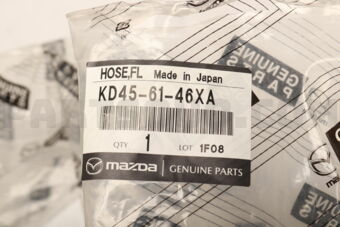 HOSE,FL Made in Japan
KD45-61-46XA
QTY 1 LOT 1F08
mazda GENUINE PARTS
GENUINE
PARTS